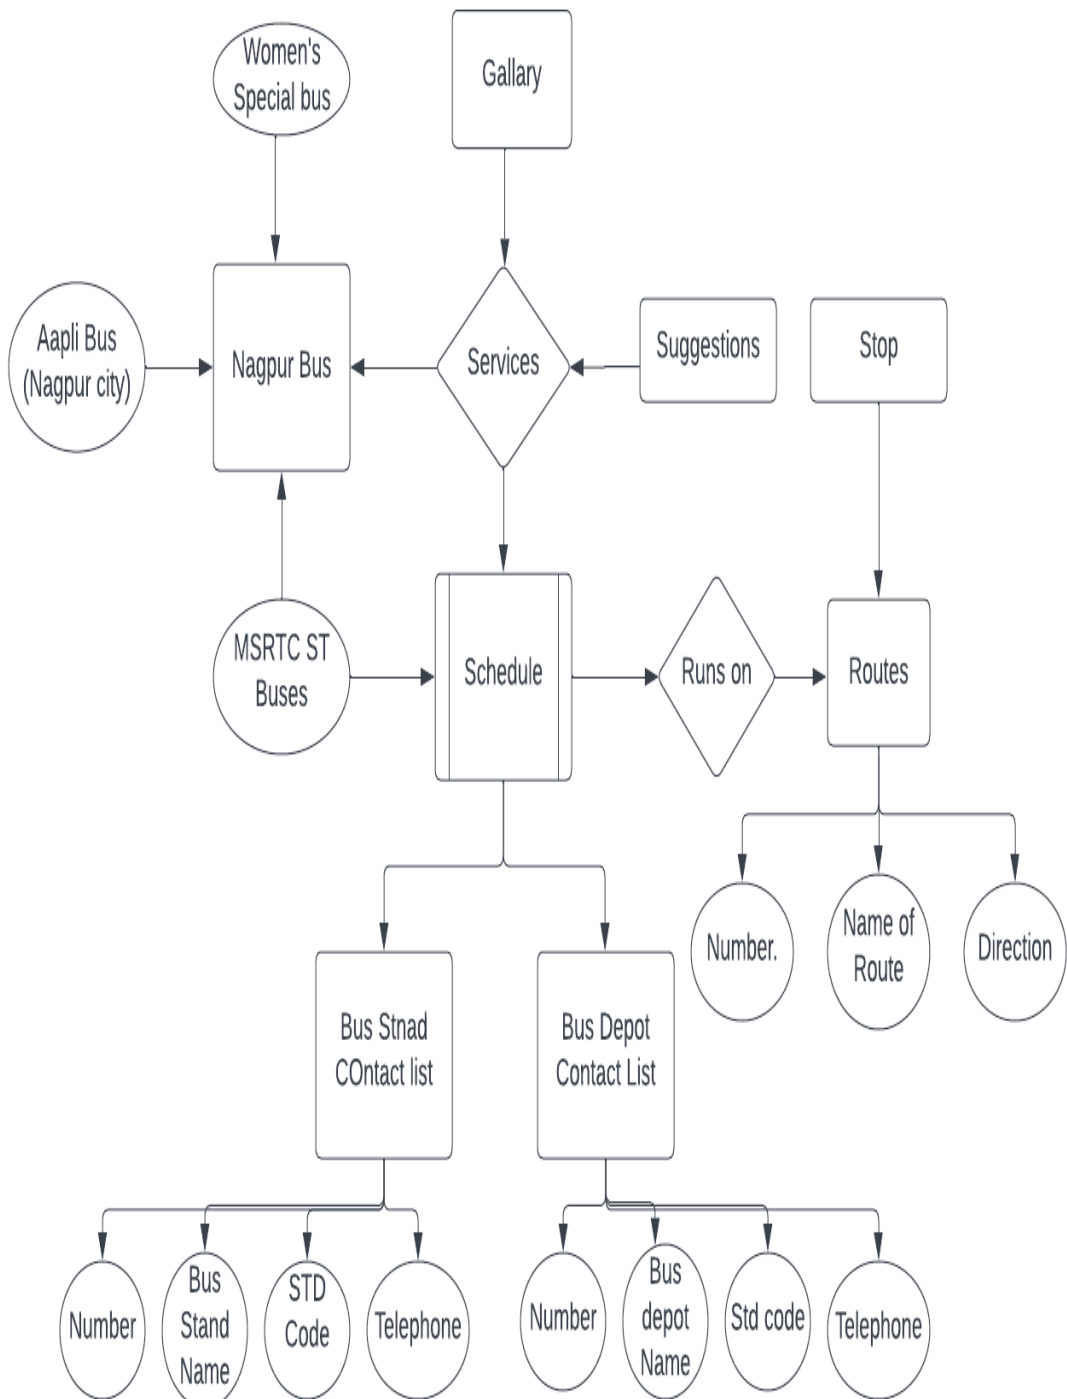 Women's
Special bus
Gallary
Aapli Bus
(Nagpur city)
Nagpur Bus
Services
Suggestions
Stop
MSRTC ST
Buses
Schedule
Runs on
Routes
Number.
Name of
Route
Direction
Bus Stnad
COntact list
Bus Depot
Contact List
Number
Bus
Stand
Name
STD
Code
Telephone
Number
Bus
depot
Name
Std code
Telephone